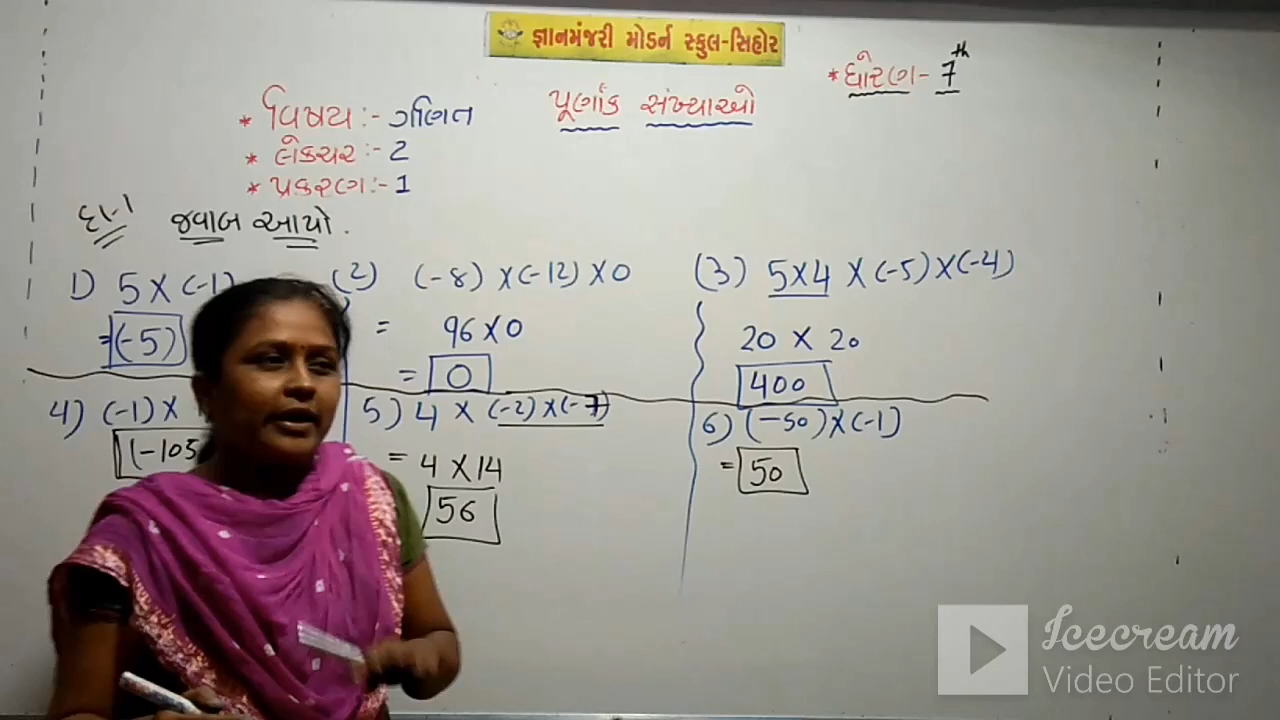 જ્ઞાનમંજરી મોડર્ન સ્કુલ-સિહોર
* ધોરણ- 7th
પૂર્ણાંક સંખ્યાઓ
* વિષય :- ગણિત
* લેક્ચર :- 2
* પ્રકરણ :- 1
દા-1 જવાબ આપો.
1) 5 x (-1)
= (-5)
(2) (-8) x (-12) x 0
= 96 x 0
= 0
(3) 5x4 x (-5) x (-4)
20 x 20
400
4) (-1) x
(-105
5) 4 x (-2) x (-7)
= 4 x 14
56
6) (-50) x (-1)
= 50
Icecream
Video Editor